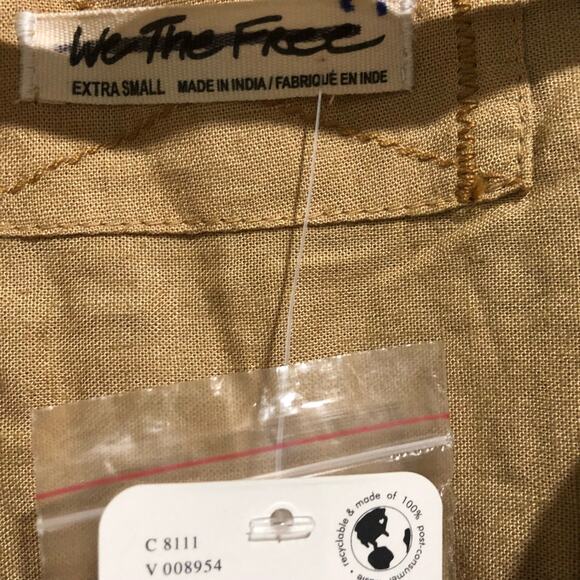 We The Free
EXTRA SMALL MADE IN INDIA / FABRIQUÉ EN INDE
C 8111
V 008954
recyclable & made of 100% post-consumer